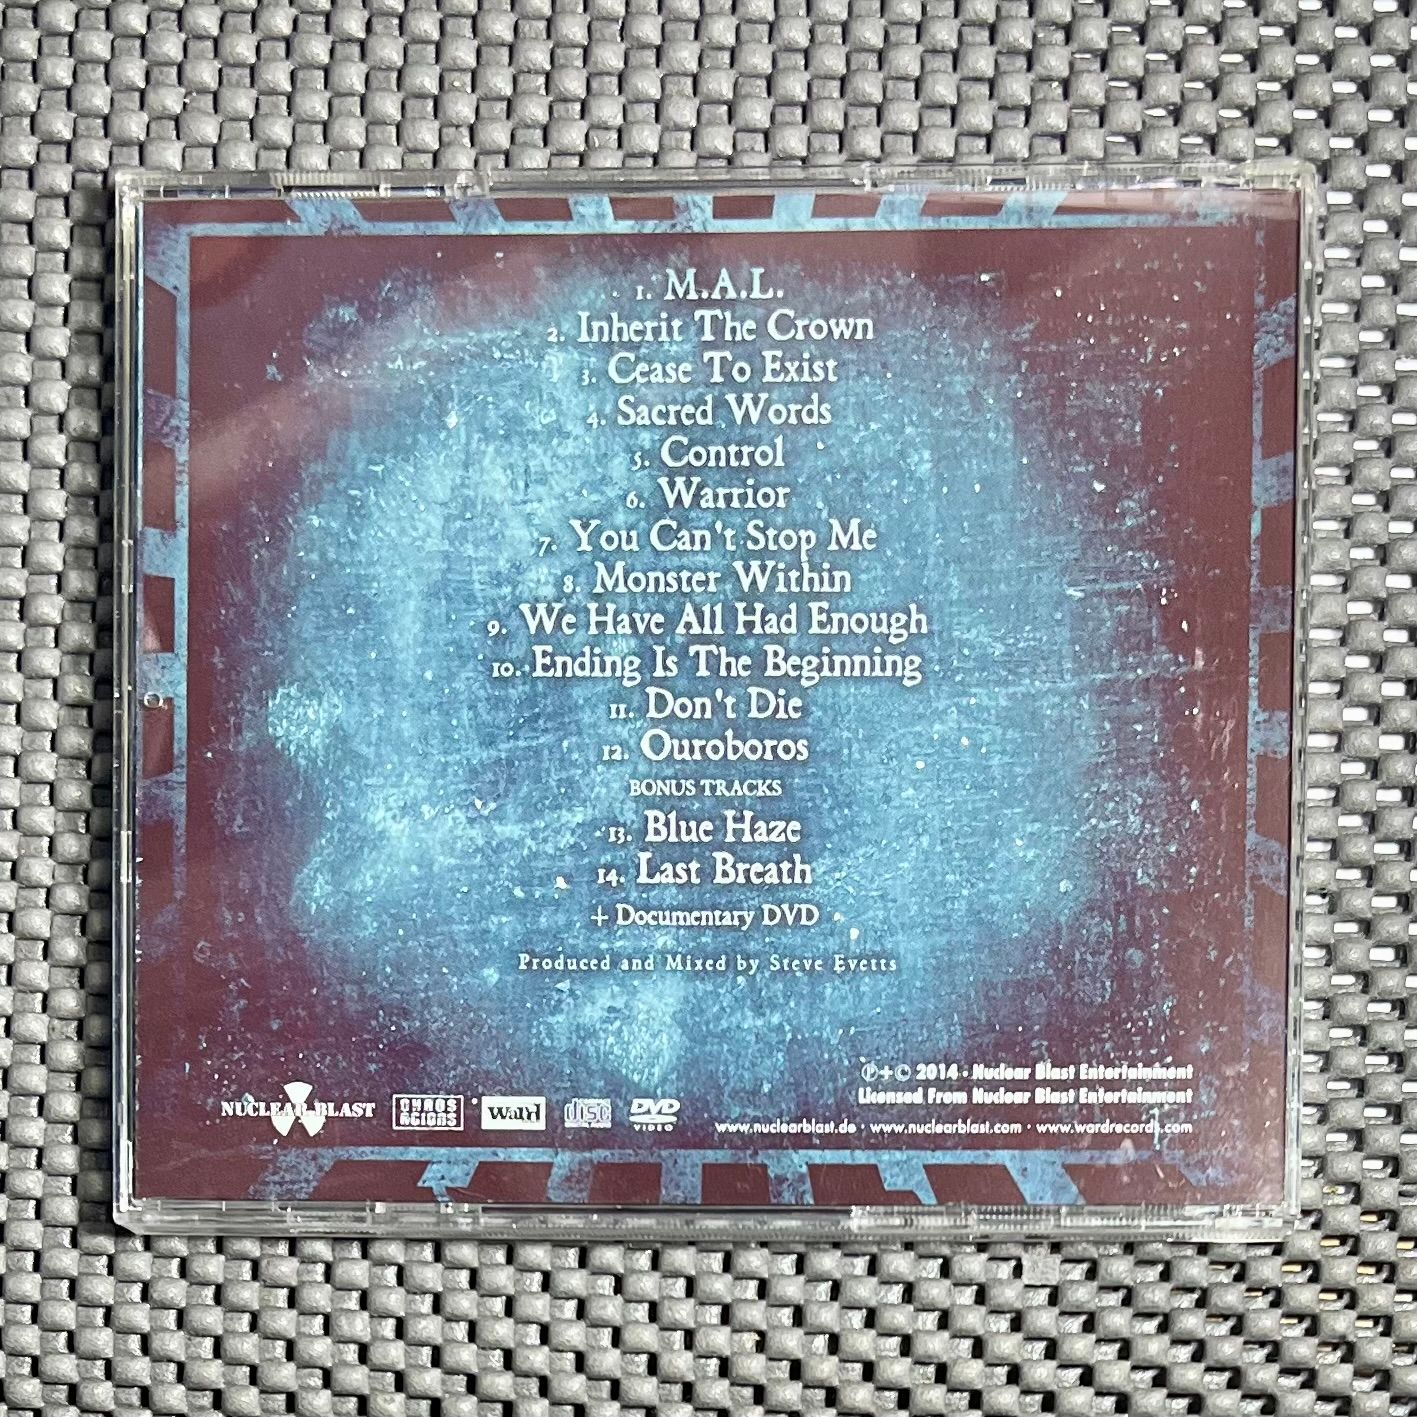 1. M.A.L.
2. Inherit The Crown
3. Cease To Exist
4. Sacred Words
5. Control
6. Warrior
7. You Can't Stop Me
8. Monster Within
9. We Have All Had Enough
10. Ending Is The Beginning
11. Don't Die
12. Ouroboros
BONUS TRACKS
13. Blue Haze
14. Last Breath
+ Documentary DVD
Produced and Mixed by Steve Evetts
℗+© 2014 · Nuclear Blast Entertainment
Licensed From Nuclear Blast Entertainment
NUCLEAR BLAST
WARD
disc
DVD
VIDEO
www.nuclearblast.de · www.nuclearblast.com · www.wardrecords.com